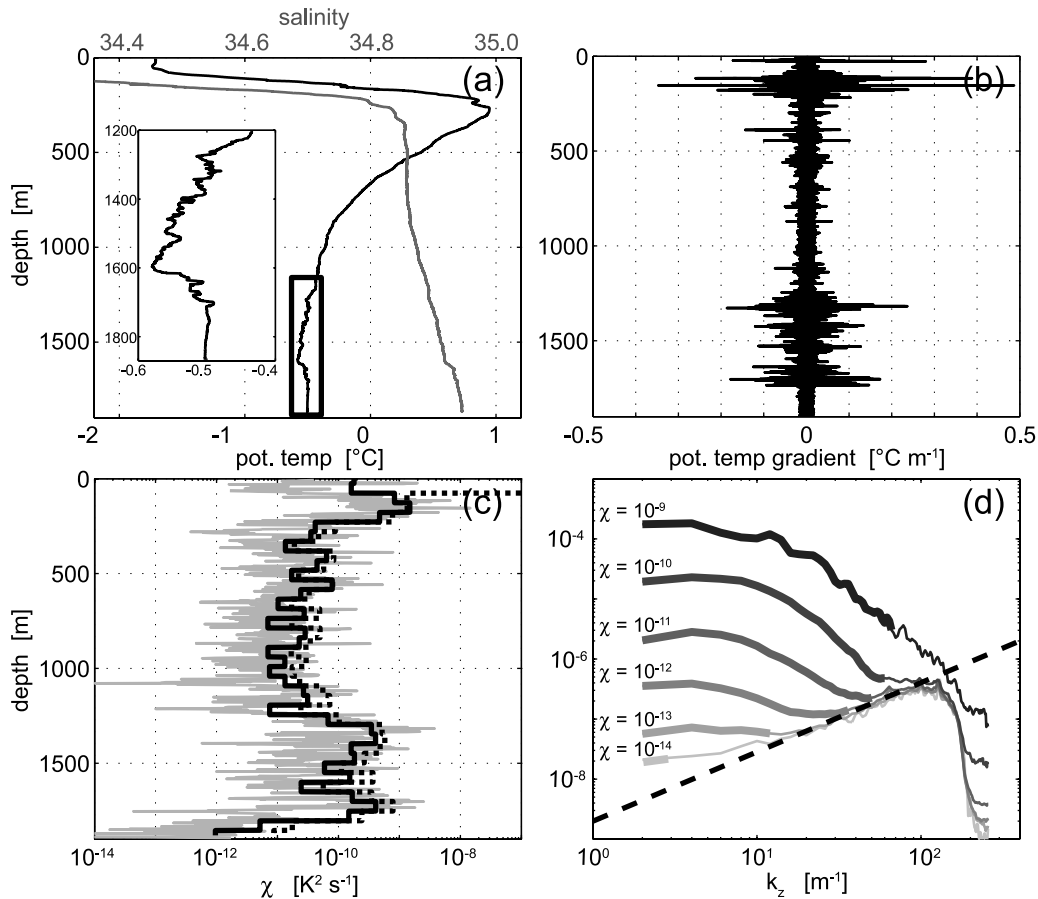 salinity
34.4 34.6 34.8 35.0
0 (a) 0 (b)
1200
1400
1600
1800
-0.6 -0.5 -0.4
500 500
1000 1000
1500 1500
depth [m]
-2 -1 0 1 -0.5 0 0.5
pot. temp [°C] pot. temp gradient [°C m⁻¹]
0 (c) (d)
χ = 10⁻⁹
10⁻⁴
χ = 10⁻¹⁰
500
χ = 10⁻¹¹
depth [m]
1000 10⁻⁶
χ = 10⁻¹²
χ = 10⁻¹³
χ = 10⁻¹⁴
1500 10⁻⁸
10⁻¹⁴ 10⁻¹² 10⁻¹⁰ 10⁻⁸ 10⁰ 10¹ 10²
χ [K² s⁻¹] k_z [m⁻¹]